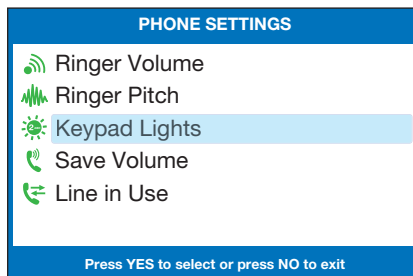 PHONE SETTINGS
Ringer Volume
Ringer Pitch
Keypad Lights
Save Volume
Line in Use
Press YES to select or press NO to exit